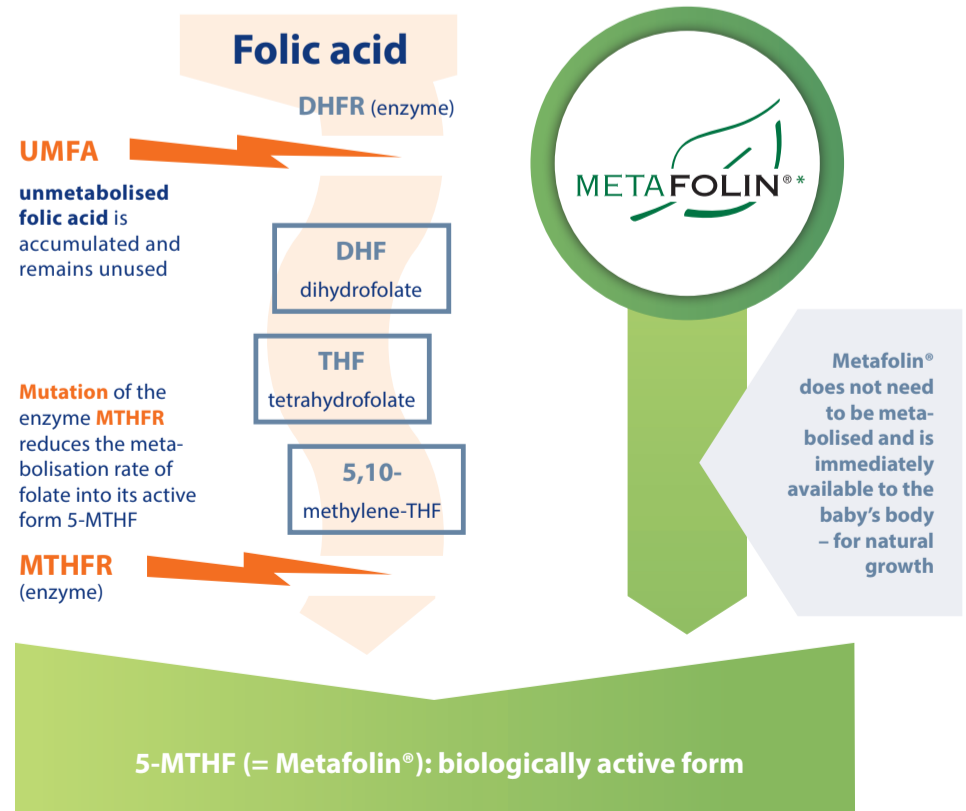 Folic acid
DHFR (enzyme)
UMFA
unmetabolised
folic acid is
accumulated and
remains unused
DHF
dihydrofolate
THF
tetrahydrofolate
Mutation of the
enzyme MTHFR
reduces the meta-
bolisation rate of
folate into its active
form 5-MTHF
5,10-
methylene-THF
MTHFR
(enzyme)
METAFOLIN®*
Metafolin®
does not need
to be meta-
bolised and is
immediately
available to the
baby’s body
– for natural
growth
5-MTHF (= Metafolin®): biologically active form